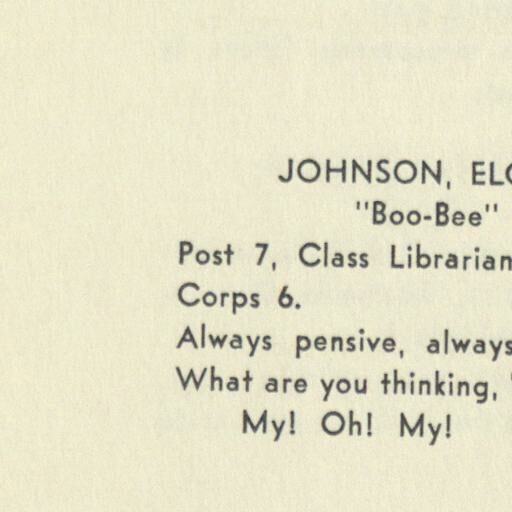 JOHNSON, ELO
"Boo-Bee"
Post 7, Class Librarian
Corps 6.
Always pensive, always
What are you thinking, "
My! Oh! My!